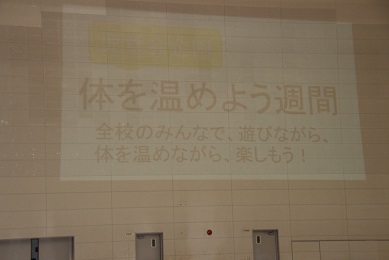 体を温めよう週間
全校のみんなで、遊びながら、
体を温めながら、楽しもう！